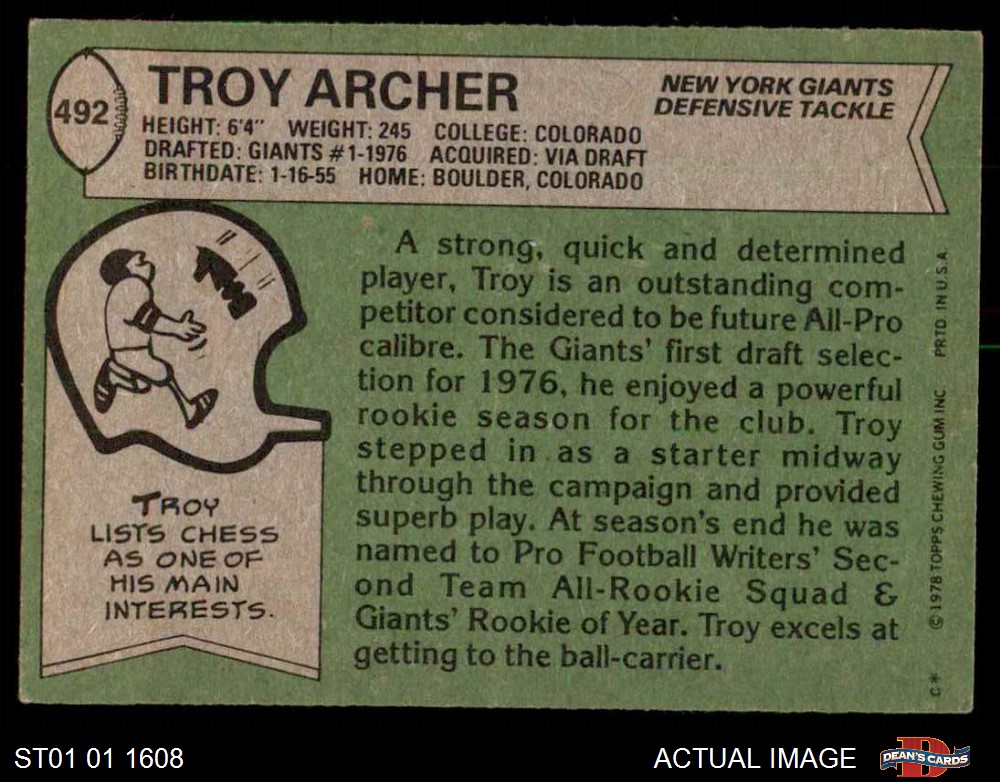 492
TROY ARCHER
NEW YORK GIANTS
DEFENSIVE TACKLE
HEIGHT: 6'4" WEIGHT: 245 COLLEGE: COLORADO
DRAFTED: GIANTS #1-1976 ACQUIRED: VIA DRAFT
BIRTHDATE: 1-16-55 HOME: BOULDER, COLORADO
A strong, quick and determined
player, Troy is an outstanding com-
petitor considered to be future All-Pro
calibre. The Giants' first draft selec-
tion for 1976, he enjoyed a powerful
rookie season for the club. Troy
stepped in as a starter midway
through the campaign and provided
superb play. At season's end he was
named to Pro Football Writers' Sec-
ond Team All-Rookie Squad &
Giants' Rookie of Year. Troy excels at
getting to the ball-carrier.
TROY
LISTS CHESS
AS ONE OF
HIS MAIN
INTERESTS.
C* © 1978 TOPPS CHEWING GUM INC PRTD IN U.S.A.
ST01 01 1608
ACTUAL IMAGE
D
DEAN'S CARDS